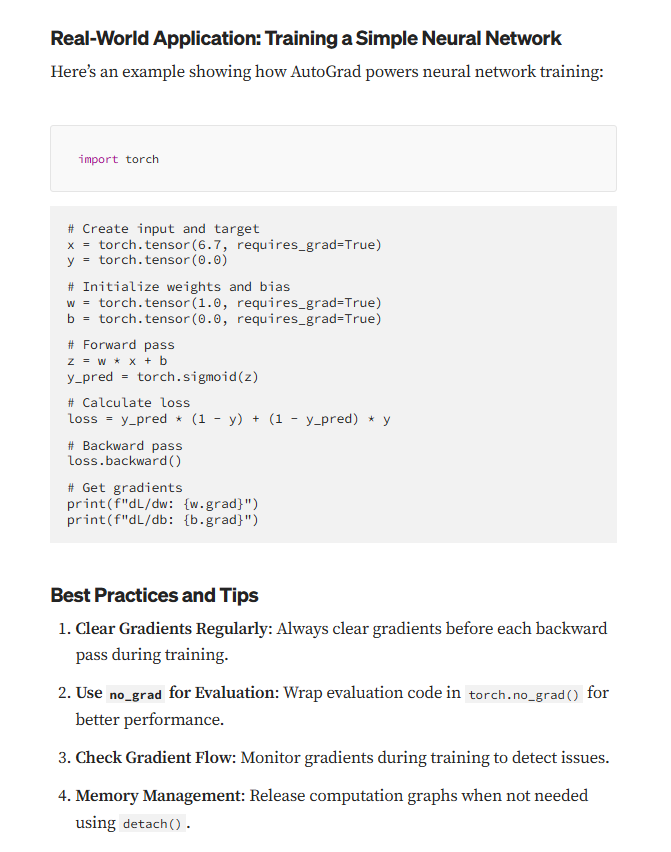 Real-World Application: Training a Simple Neural Network
Here’s an example showing how AutoGrad powers neural network training:
import torch
# Create input and target
x = torch.tensor(6.7, requires_grad=True)
y = torch.tensor(0.0)
# Initialize weights and bias
w = torch.tensor(1.0, requires_grad=True)
b = torch.tensor(0.0, requires_grad=True)
# Forward pass
z = w * x + b
y_pred = torch.sigmoid(z)
# Calculate loss
loss = y_pred * (1 - y) + (1 - y_pred) * y
# Backward pass
loss.backward()
# Get gradients
print(f"dL/dw: {w.grad}")
print(f"dL/db: {b.grad}")
Best Practices and Tips
1. Clear Gradients Regularly: Always clear gradients before each backward
pass during training.
2. Use no_grad for Evaluation: Wrap evaluation code in torch.no_grad() for
better performance.
3. Check Gradient Flow: Monitor gradients during training to detect issues.
4. Memory Management: Release computation graphs when not needed
using detach() .